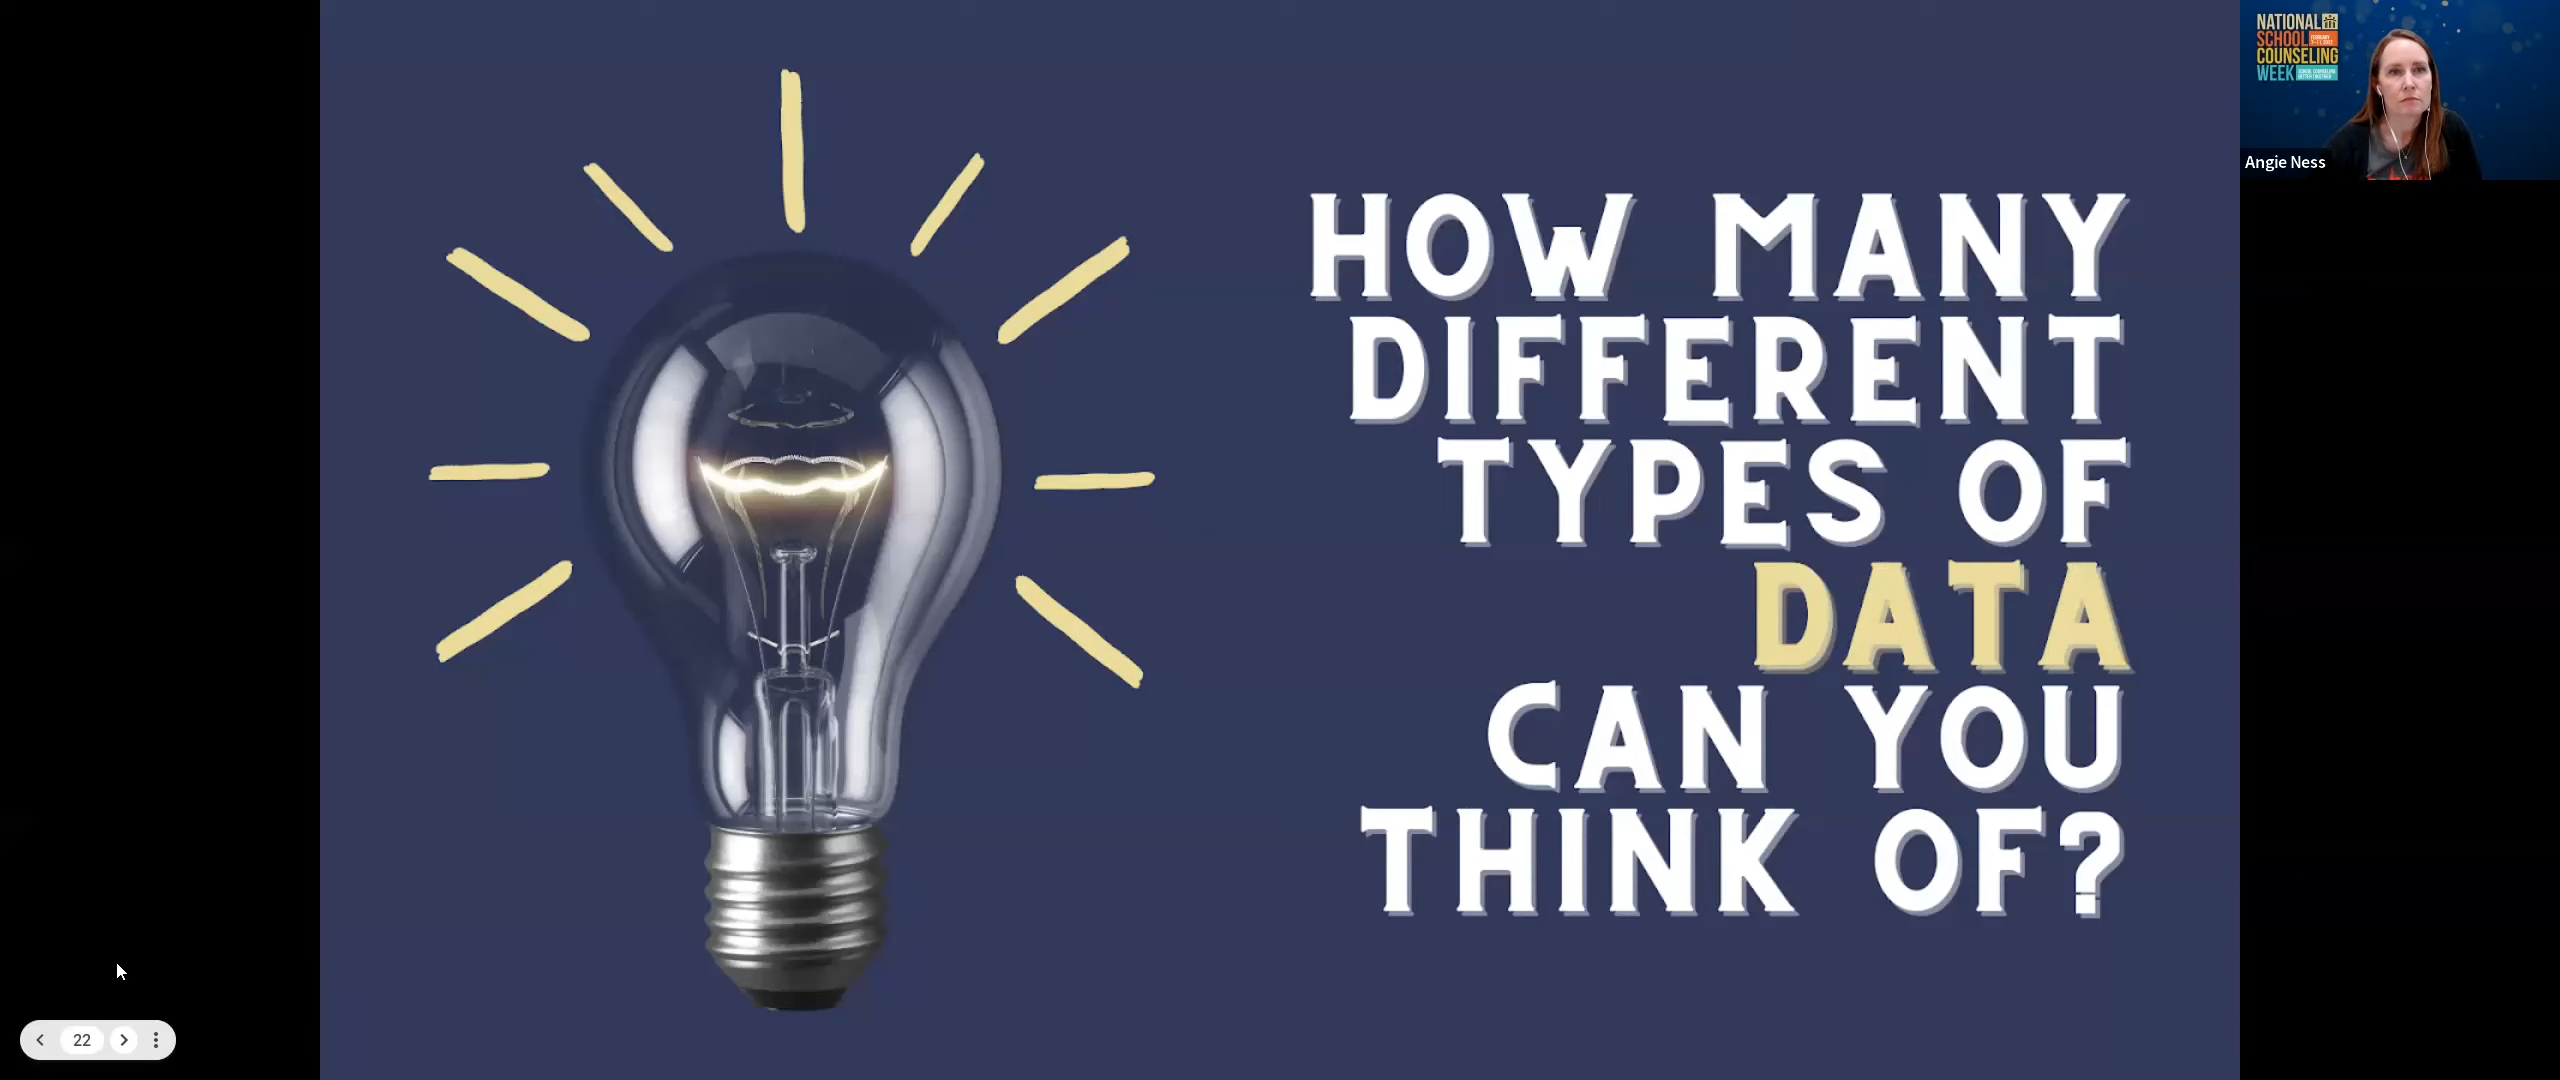 HOW MANY
DIFFERENT
TYPES OF
DATA
CAN YOU
THINK OF?
NATIONAL
SCHOOL
COUNSELING
WEEK
Angie Ness
22